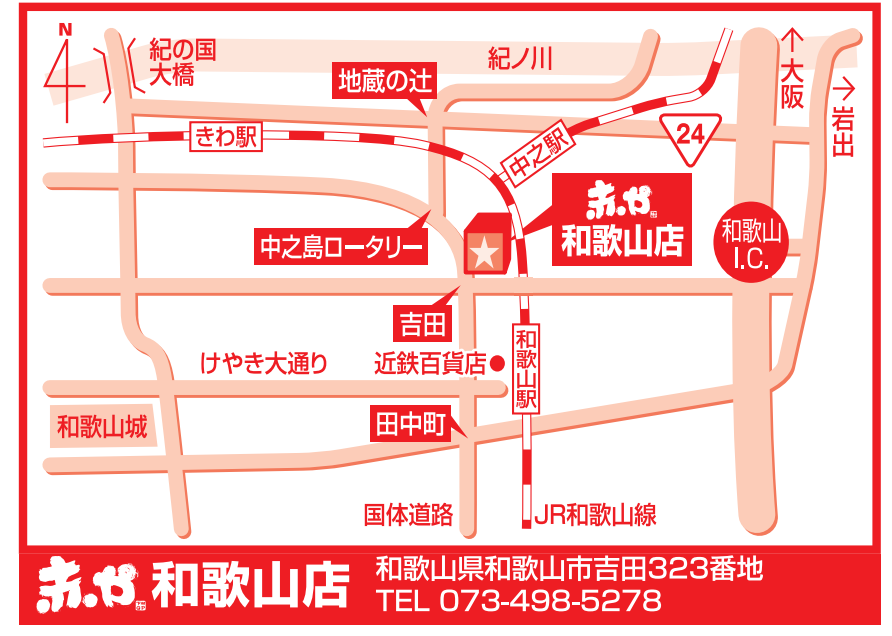 N
紀の国
大橋
紀ノ川
大阪
岩出
地蔵の辻
きわ駅
中之駅
24
赤や
和歌山店
和歌山
I.C.
中之島ロータリー
吉田
けやき大通り
近鉄百貨店
和歌山駅
和歌山城
田中町
国体道路
JR和歌山線
赤や 和歌山店
和歌山県和歌山市吉田323番地
TEL 073-498-5278